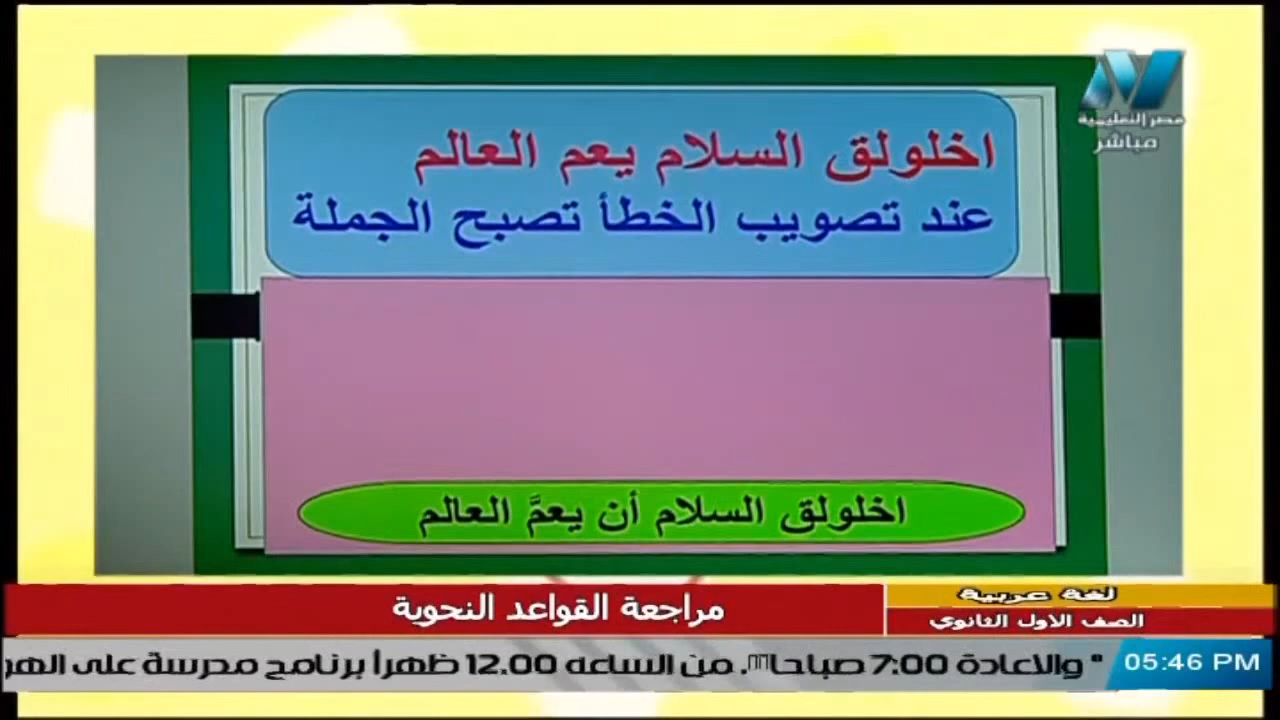 مصر التعليمية
مباشر
اخلولق السلام يعم العالم
عند تصويب الخطأ تصبح الجملة
اخلولق السلام أن يعمَّ العالم
لغة عربية
الصف الاول الثانوي
مراجعة القواعد النحوية
05:46 PM
" والاعادة 7:00 صباحا". من الساعه 12.00 ظهراً برنامج مدرسة على الهو